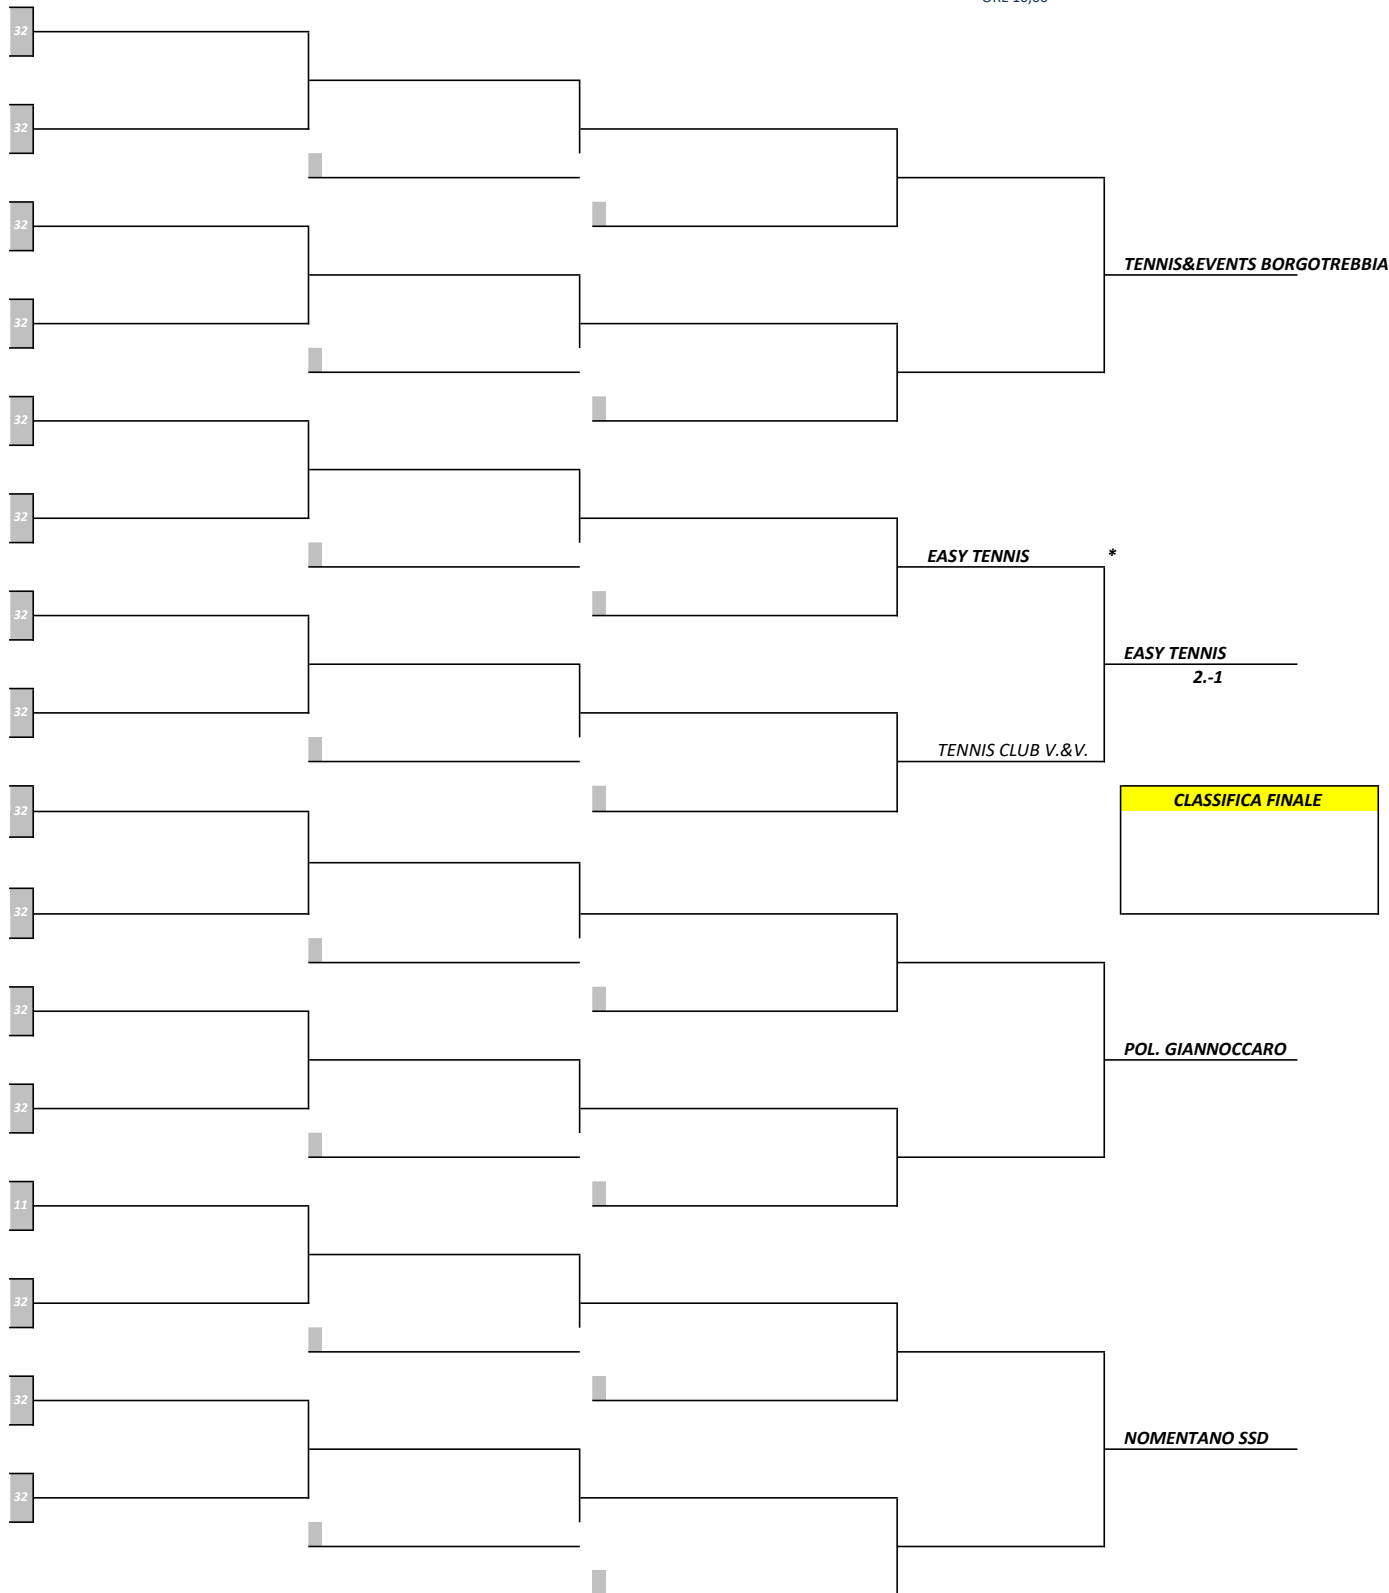 32
32
32
TENNIS&EVENTS BORGOTREBBIA
32
32
32
EASY TENNIS *
32
EASY TENNIS
2.-1
32
TENNIS CLUB V.&V.
32
CLASSIFICA FINALE
32
32
POL. GIANNOCCARO
32
11
32
32
NOMENTANO SSD
32